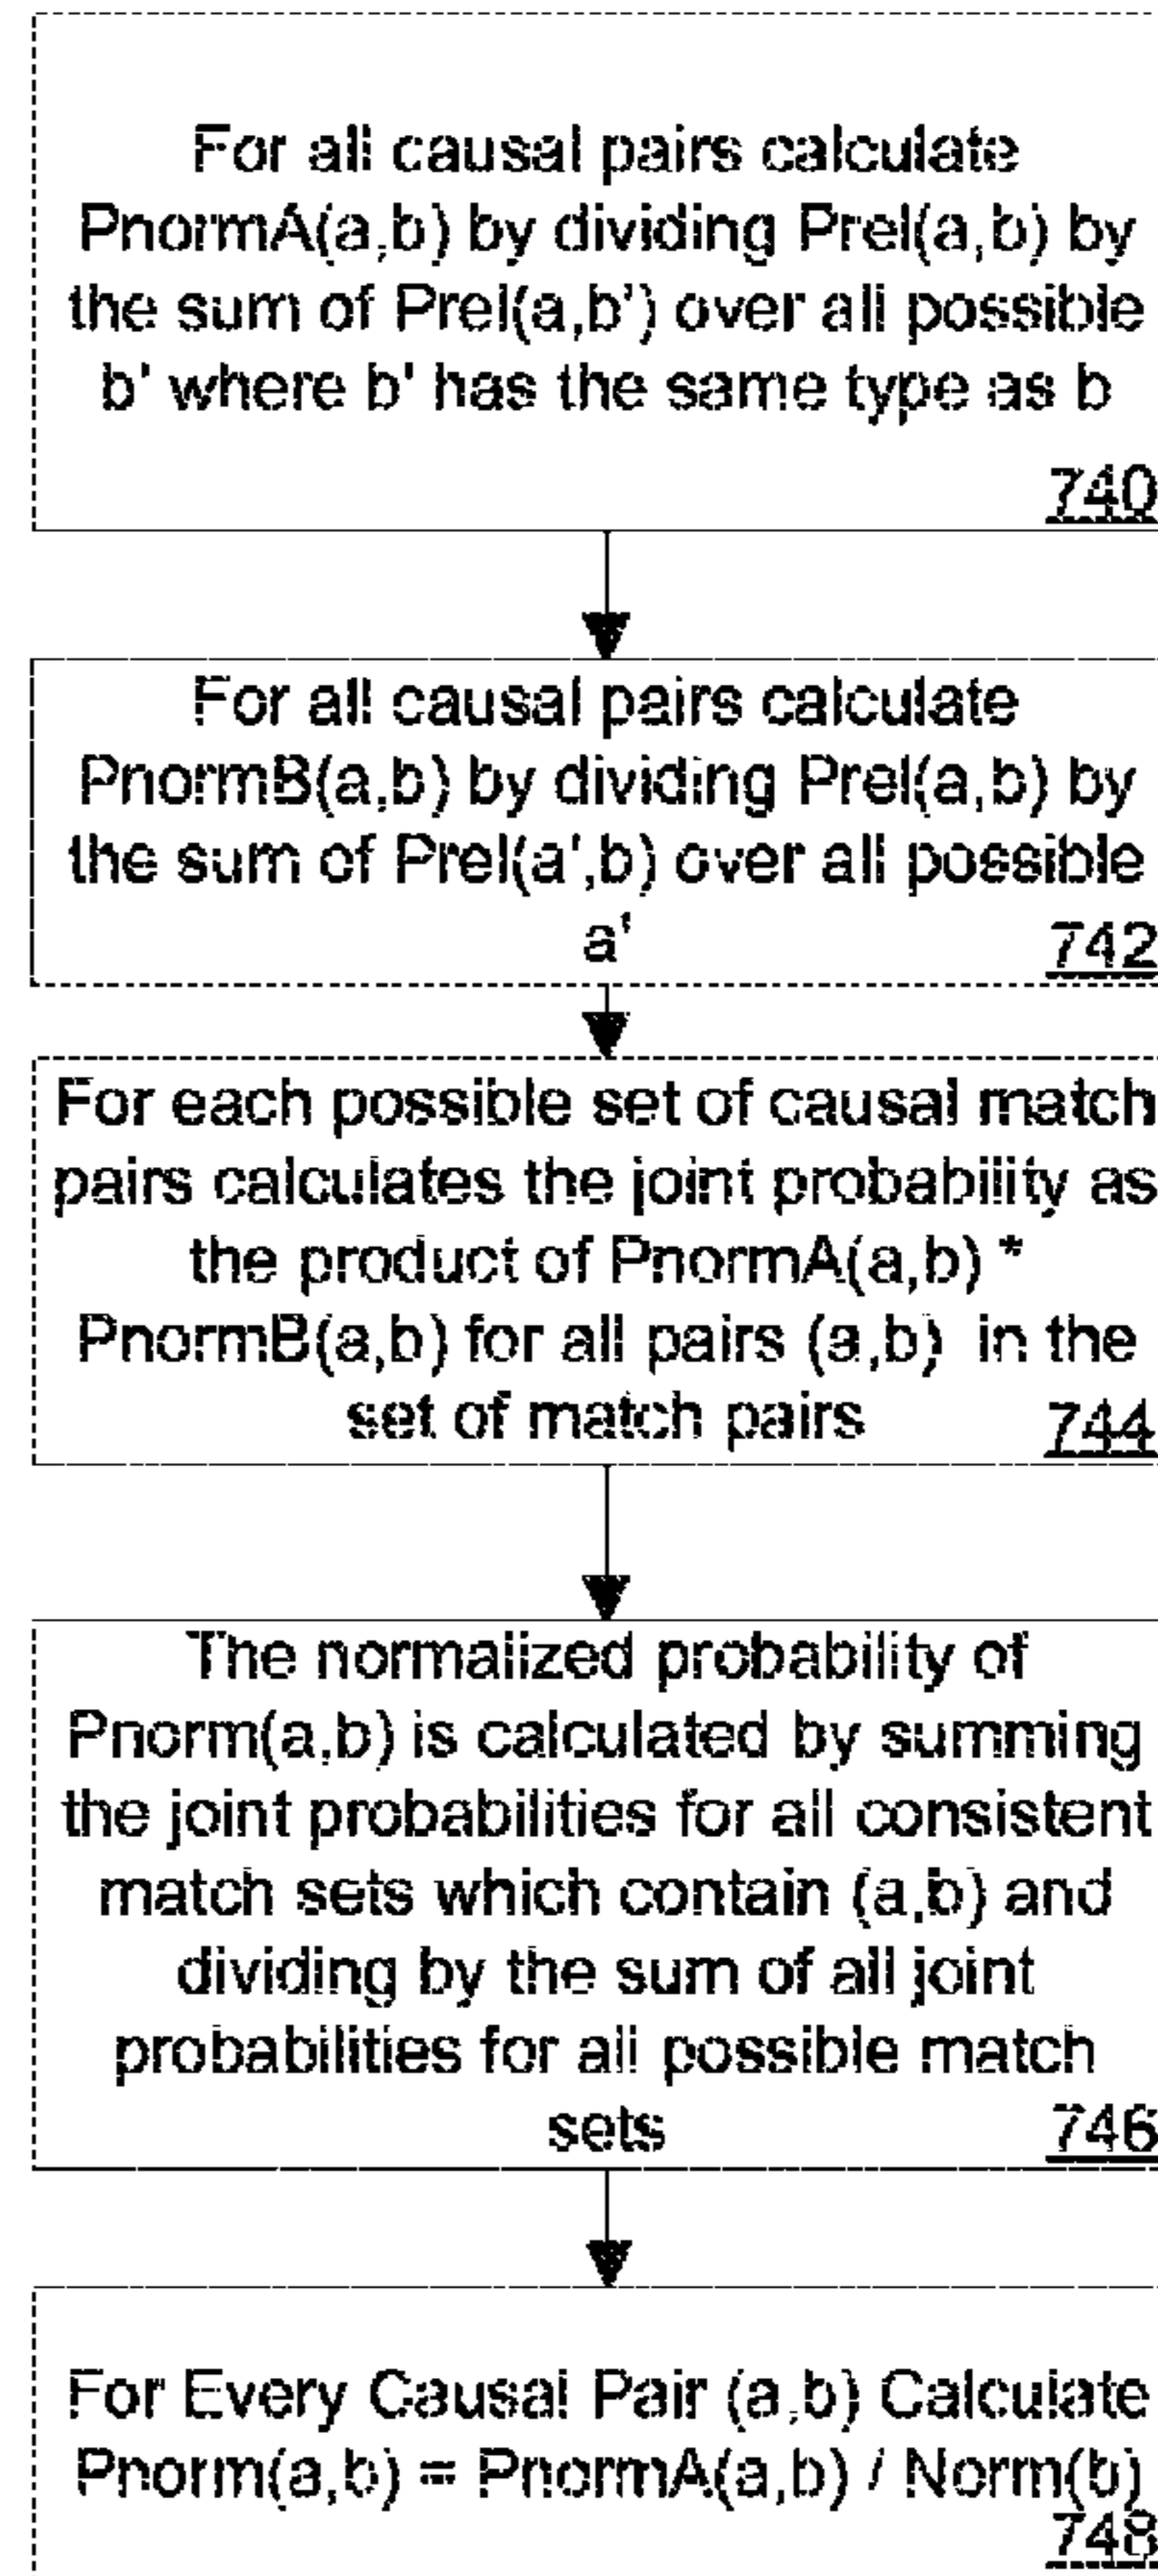 For all causal pairs calculate
PnormA(a,b) by dividing Prel(a,b) by
the sum of Prel(a,b') over all possible
b' where b' has the same type as b
740
For all causal pairs calculate
PnormB(a,b) by dividing Prel(a,b) by
the sum of Prel(a',b) over all possible
a'
742
For each possible set of causal match
pairs calculates the joint probability as
the product of PnormA(a,b) *
PnormB(a,b) for all pairs (a,b) in the
set of match pairs
744
The normalized probability of
Pnorm(a,b) is calculated by summing
the joint probabilities for all consistent
match sets which contain (a,b) and
dividing by the sum of all joint
probabilities for all possible match
sets
746
For Every Causal Pair (a,b) Calculate
Pnorm(a,b) = PnormA(a,b) / Norm(b)
748